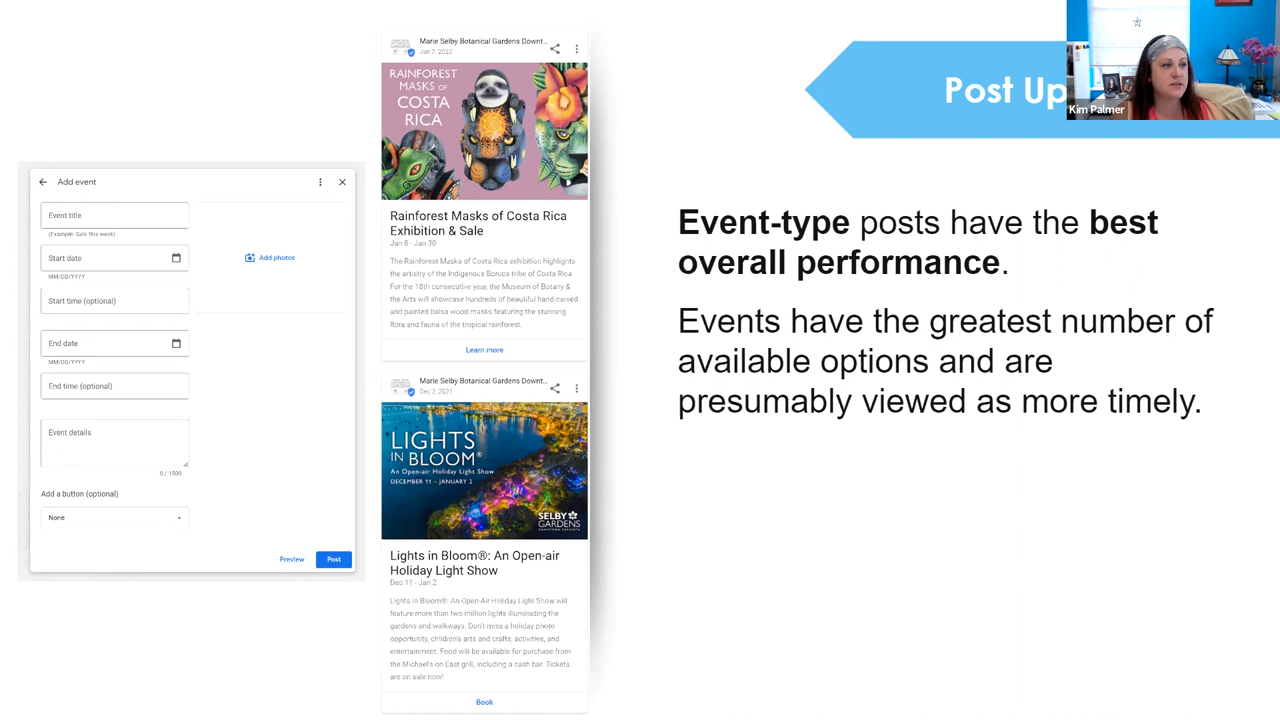 Add event
Event title
(Example: Sale this week)
Start date
MM/DD/YYYY
Start time (optional)
Add photos
End date
MM/DD/YYYY
End time (optional)
Event details
0 / 1500
Add a button (optional)
None
Preview
Post
Marie Selby Botanical Gardens Downt...
Jan 7, 2022
RAINFOREST
MASKS OF
COSTA
RICA
Rainforest Masks of Costa Rica
Exhibition & Sale
Jan 8 - Jan 30
The Rainforest Masks of Costa Rica exhibition highlights
the artistry of the Indigenous Boruca tribe of Costa Rica.
For the 18th consecutive year, the Museum of Botany &
the Arts will showcase hundreds of beautiful hand-carved
and painted balsa wood masks featuring the stunning
flora and fauna of the tropical rainforest.
Learn more
Marie Selby Botanical Gardens Downt...
Dec 2, 2021
LIGHTS
IN BLOOM®
An Open-air Holiday Light Show
DECEMBER 11 – JANUARY 2
SELBY
GARDENS
DOWNTOWN SARASOTA
Lights in Bloom®: An Open-air
Holiday Light Show
Dec 11 - Jan 2
Lights in Bloom®: An Open-Air Holiday Light Show will
feature more than two million lights illuminating the
gardens and walkways. Don't miss a holiday photo
opportunity, children's arts and crafts, activities, and
entertainment. Food will be available for purchase from
the Michael's on East grill, including a cash bar. Tickets
are on sale now!
Book
Post Up
Kim Palmer
Event-type posts have the best
overall performance.
Events have the greatest number of
available options and are
presumably viewed as more timely.